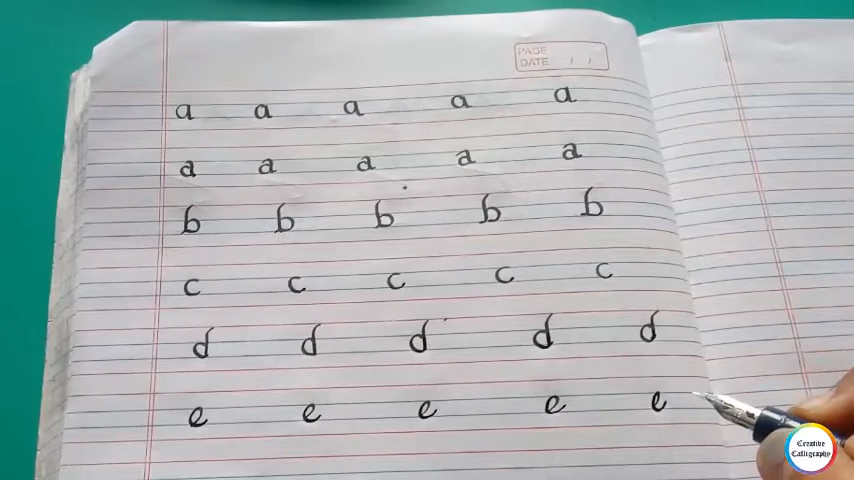 PAGE
DATE / /
a a a a a
a a a a a
b b b b b
c c c c c
d d d d d
e e e e e
Creative
Calligraphy